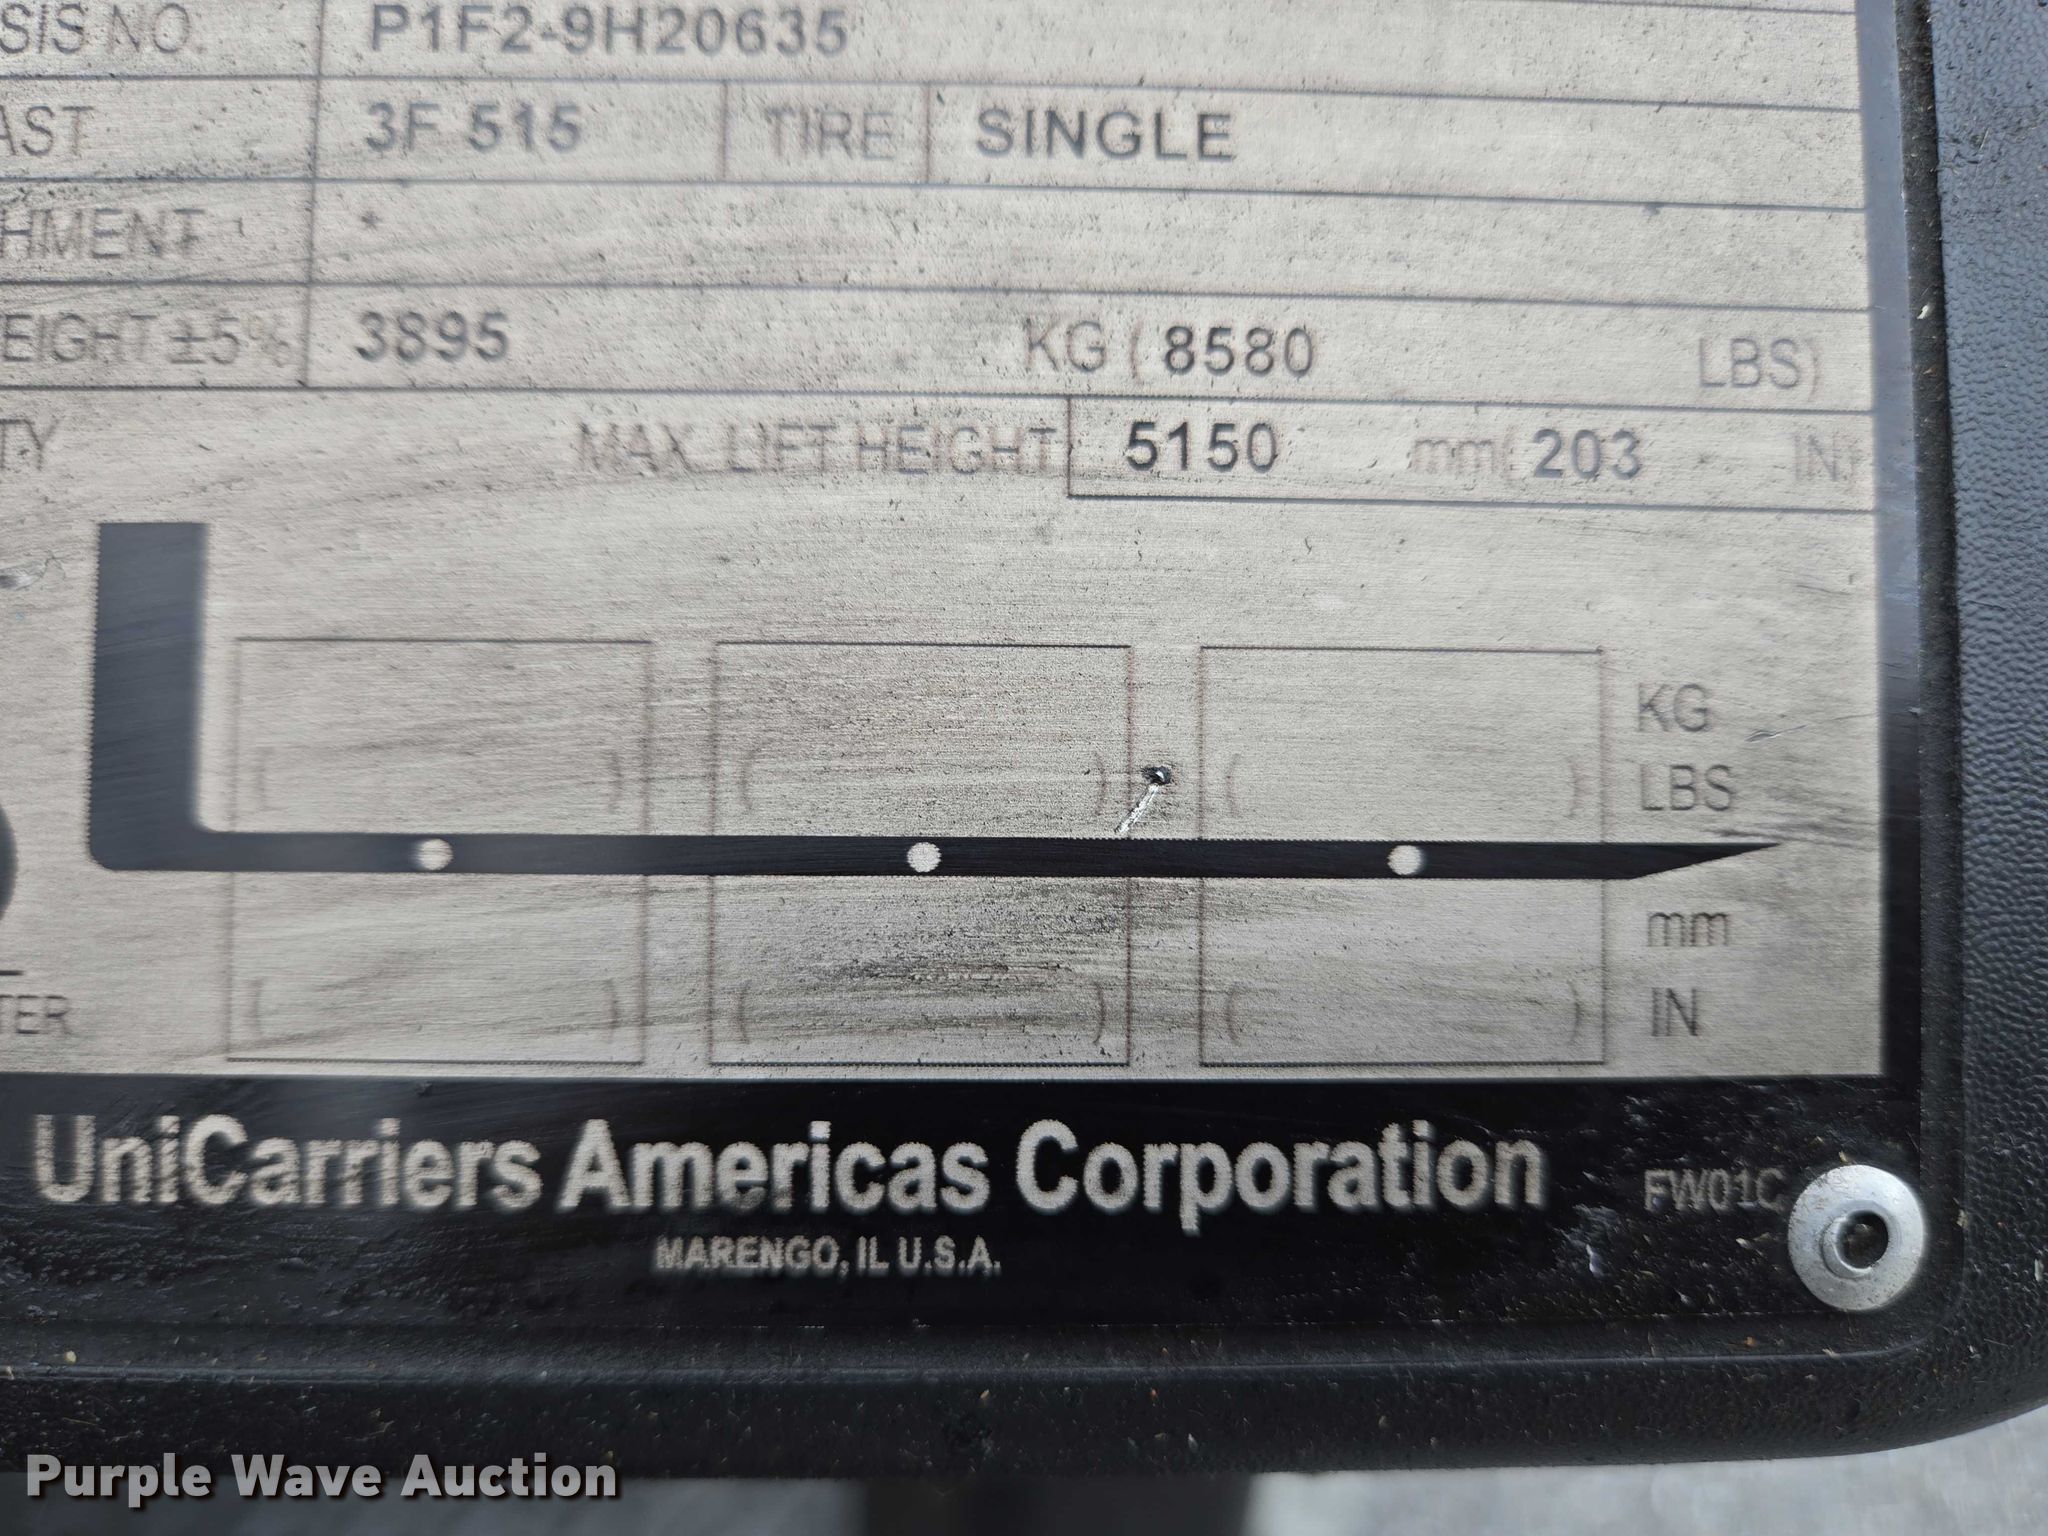 SIS NO. P1F2-9H20635
AST 3F 515 TIRE SINGLE
HMENT *
EIGHT ±5% 3895 KG ( 8580 LBS)
TY MAX. LIFT HEIGHT 5150 mm( 203 IN)
KG
( ) ( ) ( ) LBS
mm
( ) ( ) ( ) IN
TER
UniCarriers Americas Corporation FW01C
MARENGO, IL U.S.A.
Purple Wave Auction